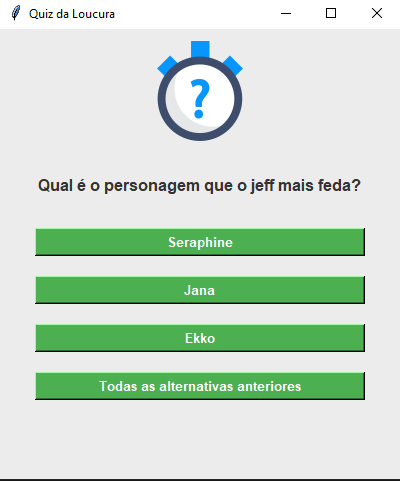 Quiz da Loucura
?
Qual é o personagem que o jeff mais feda?
Seraphine
Jana
Ekko
Todas as alternativas anteriores